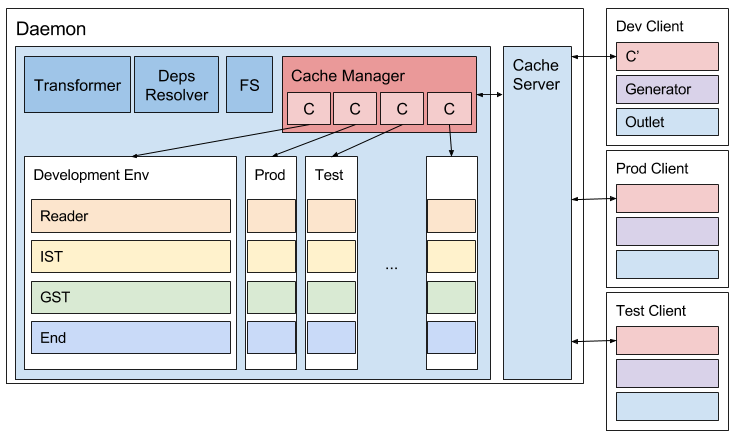 Daemon
Transformer
Deps
Resolver
FS
Cache Manager
C
C
C
C
Cache
Server
Development Env
Reader
IST
GST
End
Prod
Test
...
Dev Client
C’
Generator
Outlet
Prod Client
Test Client